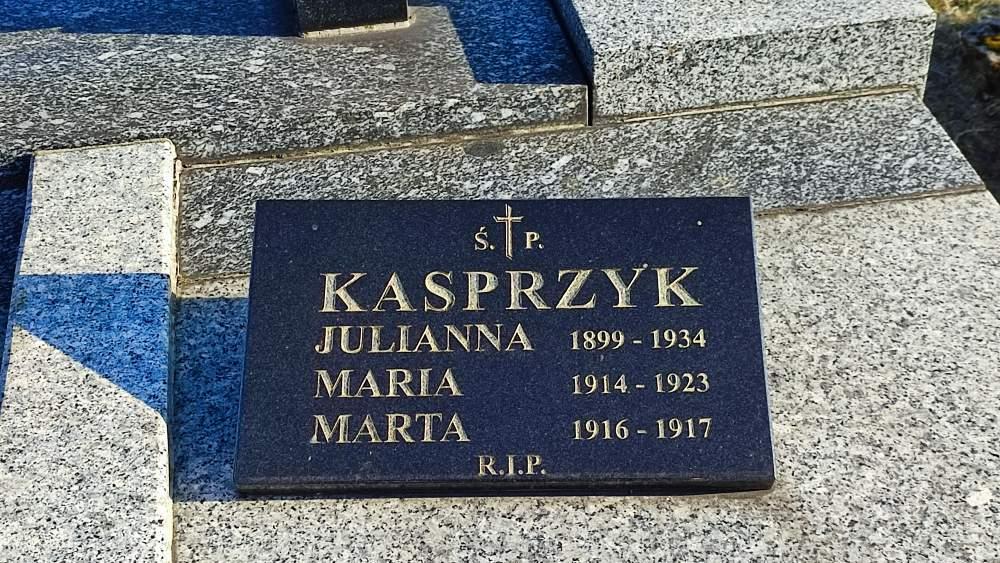 Ś. P.
KASPRZYK
JULIANNA 1899 - 1934
MARIA 1914 - 1923
MARTA 1916 - 1917
R.I.P.